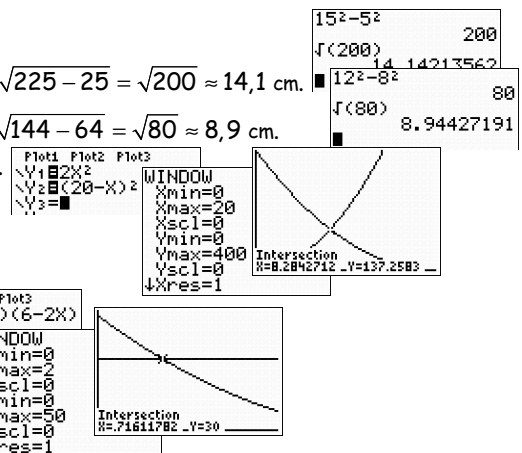 15²-5²
200
√(200)
14.14213562
√225 – 25 = √200 ≈ 14,1 cm.
12²-8²
80
√(80)
8.94427191
√144 – 64 = √80 ≈ 8,9 cm.
Plot1 Plot2 Plot3
\Y₁=2X²
\Y₂=(20-X)²
\Y₃=
WINDOW
Xmin=0
Xmax=20
Xscl=0
Ymin=0
Ymax=400
Yscl=0
↓Xres=1
Intersection
X=8.2842712 Y=137.2583
Plot3
)(6-2X)
NDOW
min=0
max=2
scl=0
min=0
max=50
scl=0
res=1
Intersection
X=.71611782 Y=30